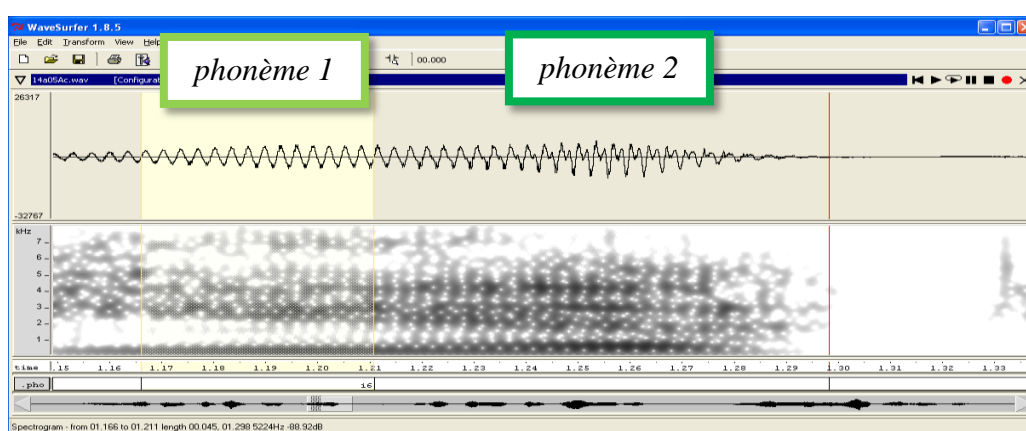 WaveSurfer 1.8.5
File Edit Transform View Help
phonème 1
phonème 2
00.000
14a05Ac.wav [Configurat
26317
-32767
kHz
7
6
5
4
3
2
1
time .15 1.16 1.17 1.18 1.19 1.20 1.21 1.22 1.23 1.24 1.25 1.26 1.27 1.28 1.29 1.30 1.31 1.32 1.33
.pho i6
Spectrogram - from 01.166 to 01.211 length 00.045, 01.298 5224Hz -88.92dB